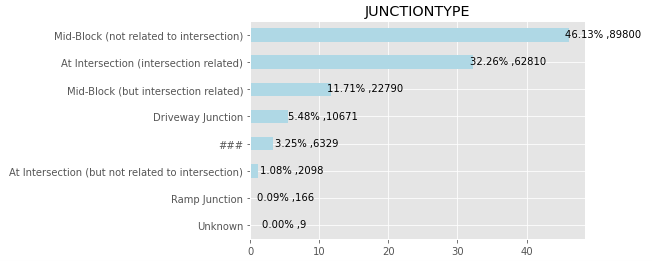 JUNCTIONTYPE
Mid-Block (not related to intersection) 46.13% ,89800
At Intersection (intersection related) 32.26% ,62810
Mid-Block (but intersection related) 11.71% ,22790
Driveway Junction 5.48% ,10671
### 3.25% ,6329
At Intersection (but not related to intersection) 1.08% ,2098
Ramp Junction 0.09% ,166
Unknown 0.00% ,9
0 10 20 30 40